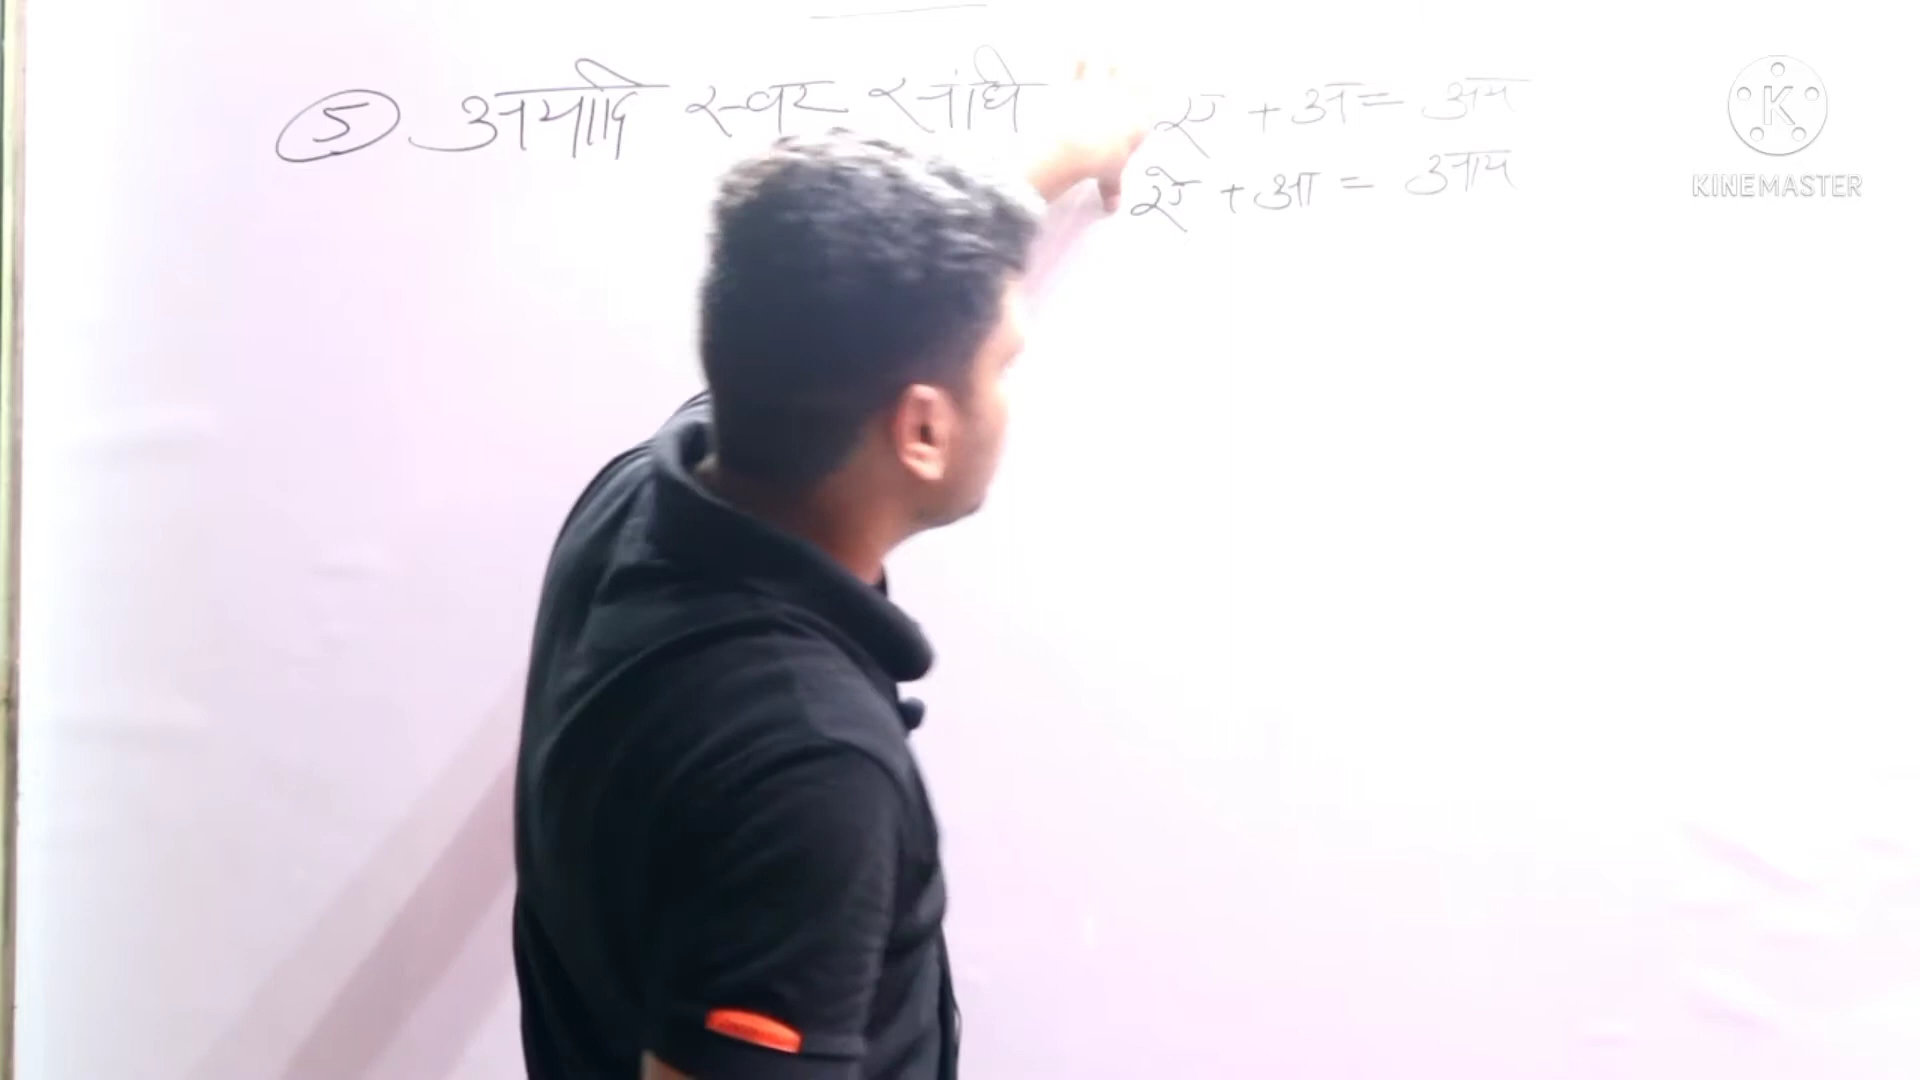 5 अयादि स्वर संधि
ए + अ = अय
ऐ + आ = आय
KINEMASTER